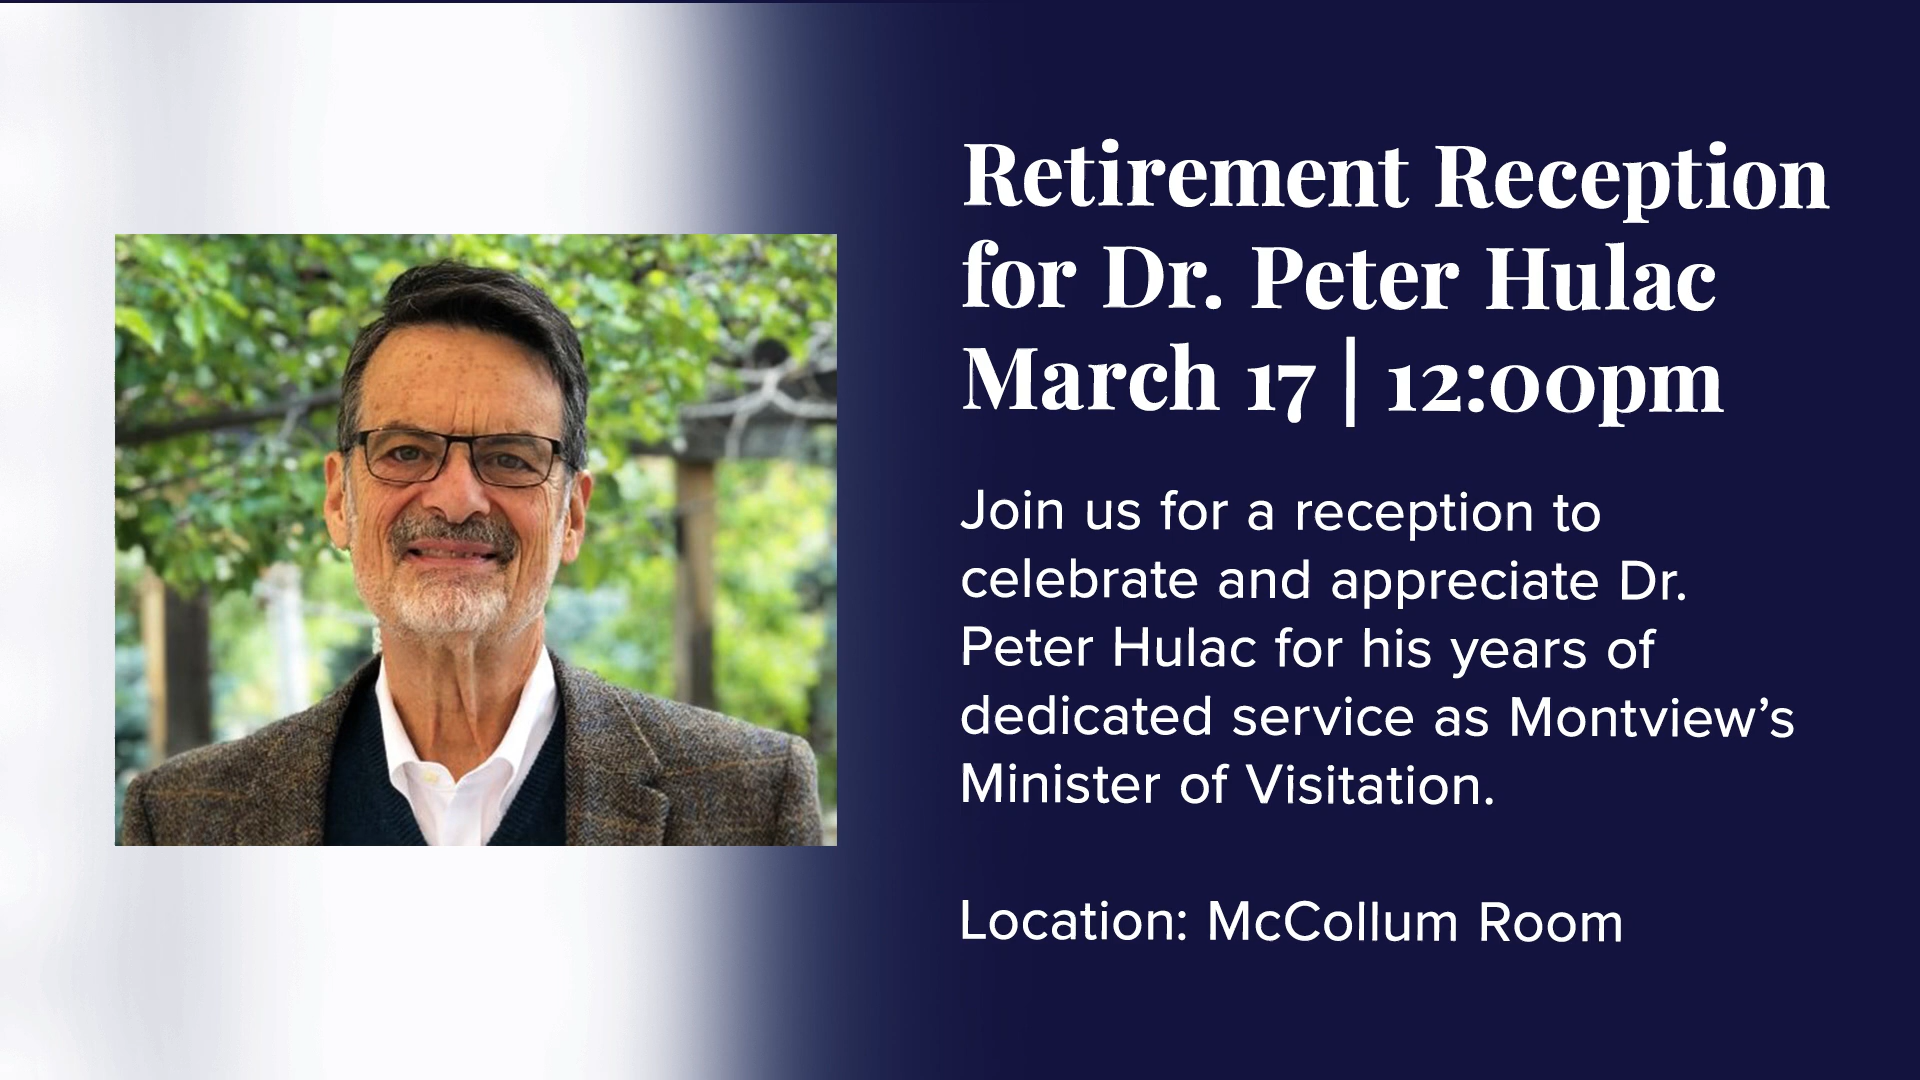 Retirement Reception
for Dr. Peter Hulac
March 17 | 12:00pm
Join us for a reception to
celebrate and appreciate Dr.
Peter Hulac for his years of
dedicated service as Montview’s
Minister of Visitation.
Location: McCollum Room